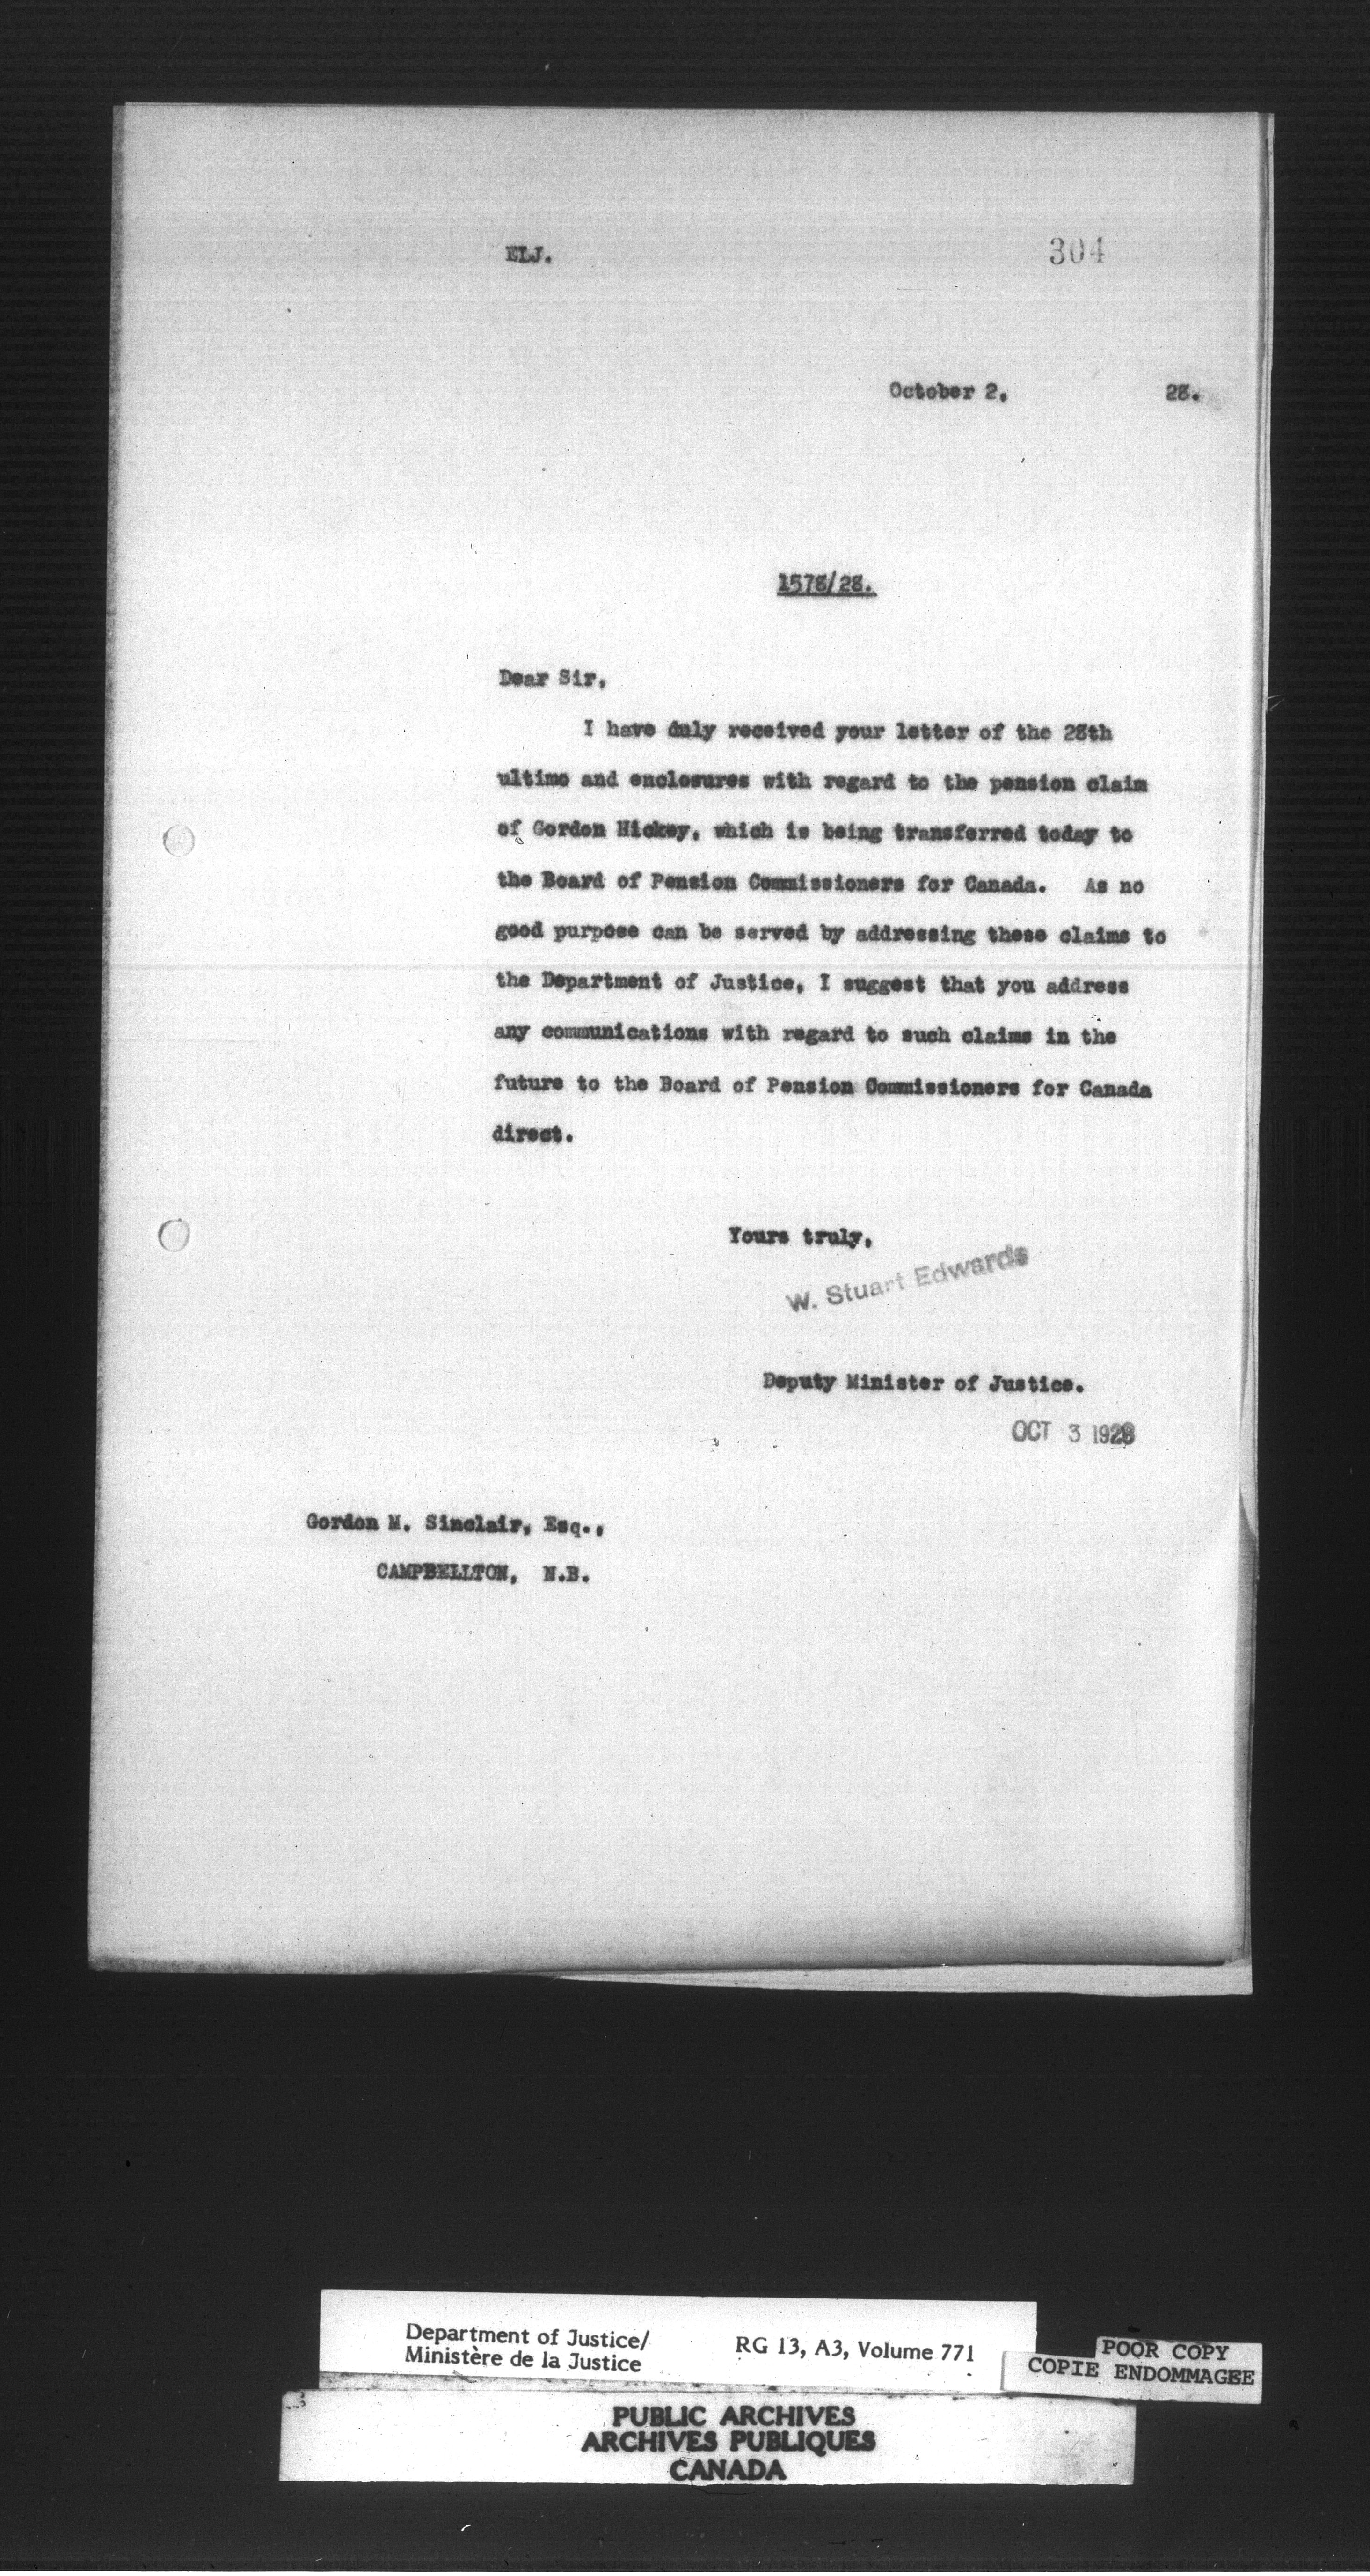 ELJ.
304
October 2, 28.
1578/28.
Dear Sir,
I have duly received your letter of the 28th
ultimo and enclosures with regard to the pension claim
of Gordon Hickey, which is being transferred today to
the Board of Pension Commissioners for Canada. As no
good purpose can be served by addressing these claims to
the Department of Justice, I suggest that you address
any communications with regard to such claims in the
future to the Board of Pension Commissioners for Canada
direct.
Yours truly,
W. Stuart Edwards
Deputy Minister of Justice.
OCT 3 1928
Gordon M. Sinclair, Esq.,
CAMPBELLTON, N.B.
Department of Justice/
Ministère de la Justice
RG 13, A3, Volume 771
POOR COPY
COPIE ENDOMMAGEE
PUBLIC ARCHIVES
ARCHIVES PUBLIQUES
CANADA